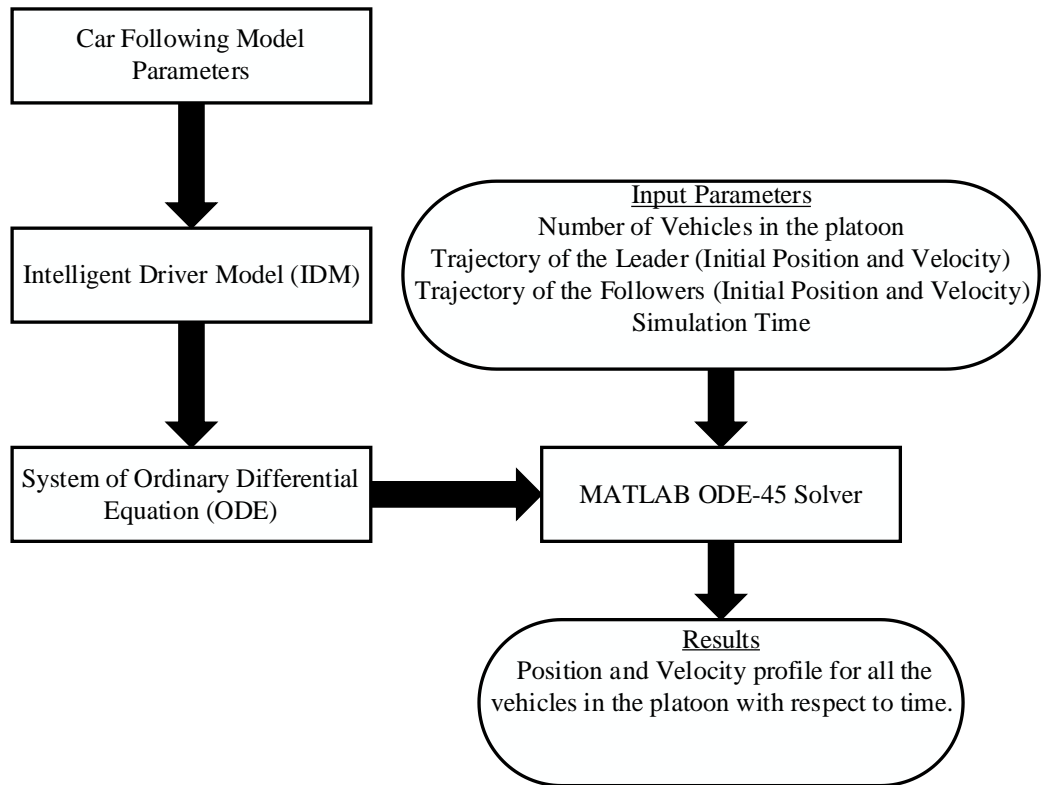 Car Following Model
Parameters
Input Parameters
Number of Vehicles in the platoon
Trajectory of the Leader (Initial Position and Velocity)
Trajectory of the Followers (Initial Position and Velocity)
Simulation Time
Intelligent Driver Model (IDM)
System of Ordinary Differential
Equation (ODE)
MATLAB ODE-45 Solver
Results
Position and Velocity profile for all the
vehicles in the platoon with respect to time.